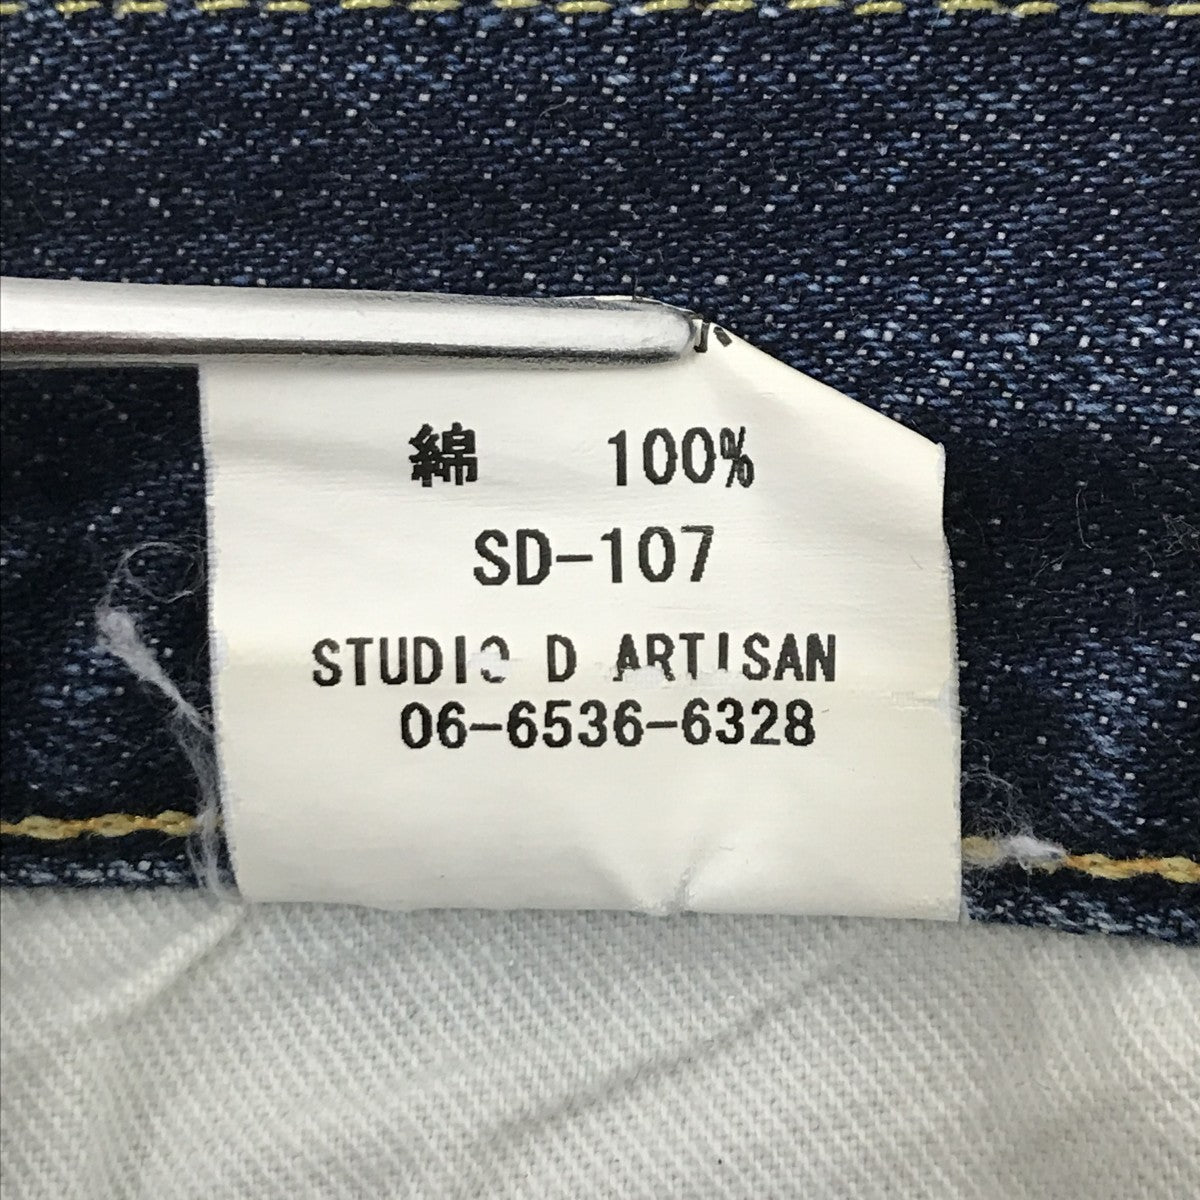 綿 100%
SD-107
STUDIO D ARTISAN
06-6536-6328